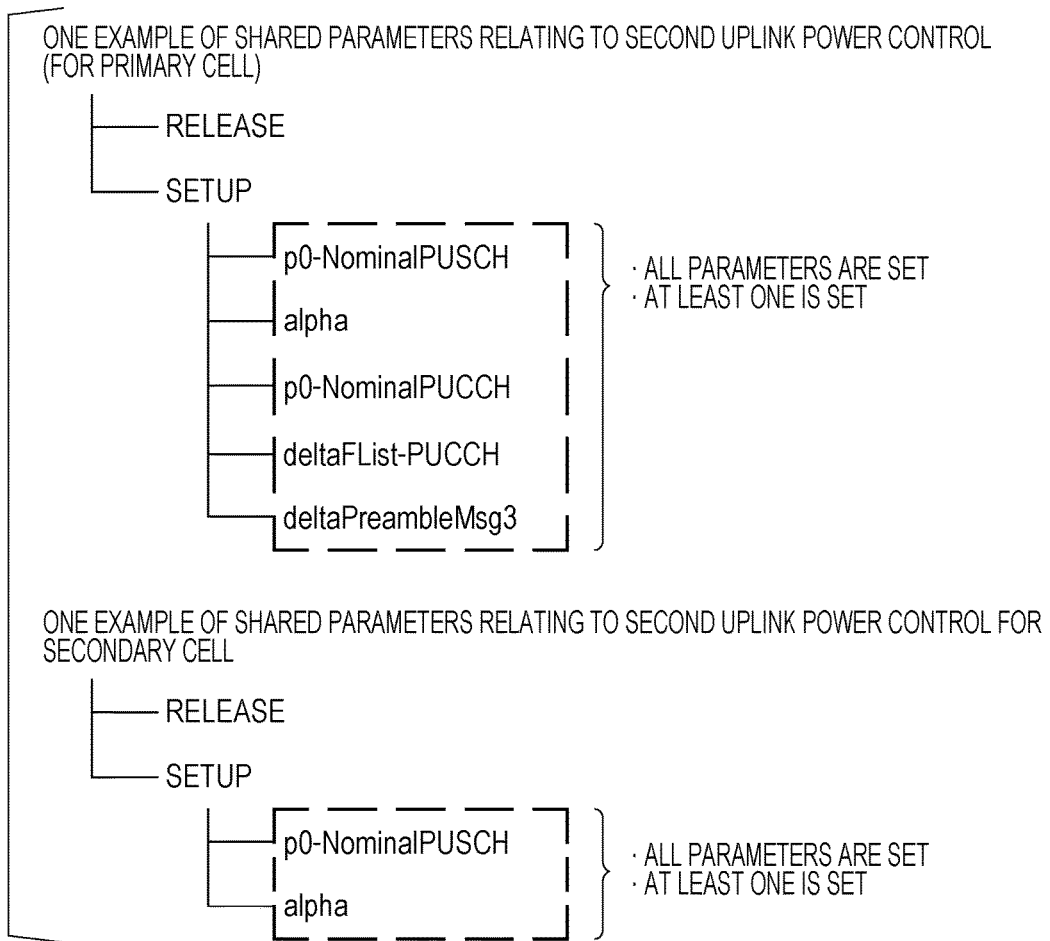 ONE EXAMPLE OF SHARED PARAMETERS RELATING TO SECOND UPLINK POWER CONTROL
(FOR PRIMARY CELL)
RELEASE
SETUP
p0-NominalPUSCH
alpha
p0-NominalPUCCH
deltaFList-PUCCH
deltaPreambleMsg3
· ALL PARAMETERS ARE SET
· AT LEAST ONE IS SET
ONE EXAMPLE OF SHARED PARAMETERS RELATING TO SECOND UPLINK POWER CONTROL FOR
SECONDARY CELL
RELEASE
SETUP
p0-NominalPUSCH
alpha
· ALL PARAMETERS ARE SET
· AT LEAST ONE IS SET